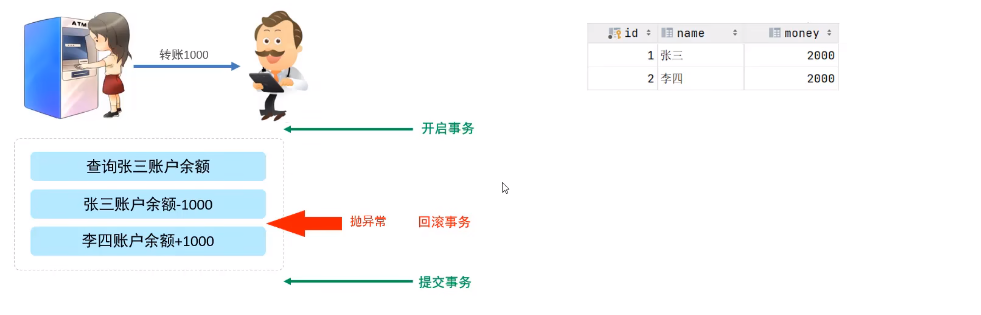 ATM
转账1000
id name money
1 张三 2000
2 李四 2000
开启事务
查询张三账户余额
张三账户余额-1000
抛异常 回滚事务
李四账户余额+1000
提交事务